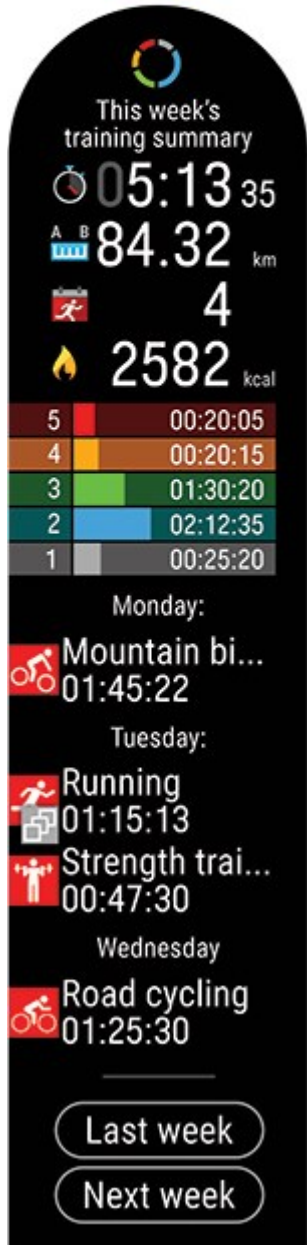 This week's
training summary
05:13 35
A B
84.32 km
4
2582 kcal
5 00:20:05
4 00:20:15
3 01:30:20
2 02:12:35
1 00:25:20
Monday:
Mountain bi...
01:45:22
Tuesday:
Running
01:15:13
Strength trai...
00:47:30
Wednesday
Road cycling
01:25:30
Last week
Next week